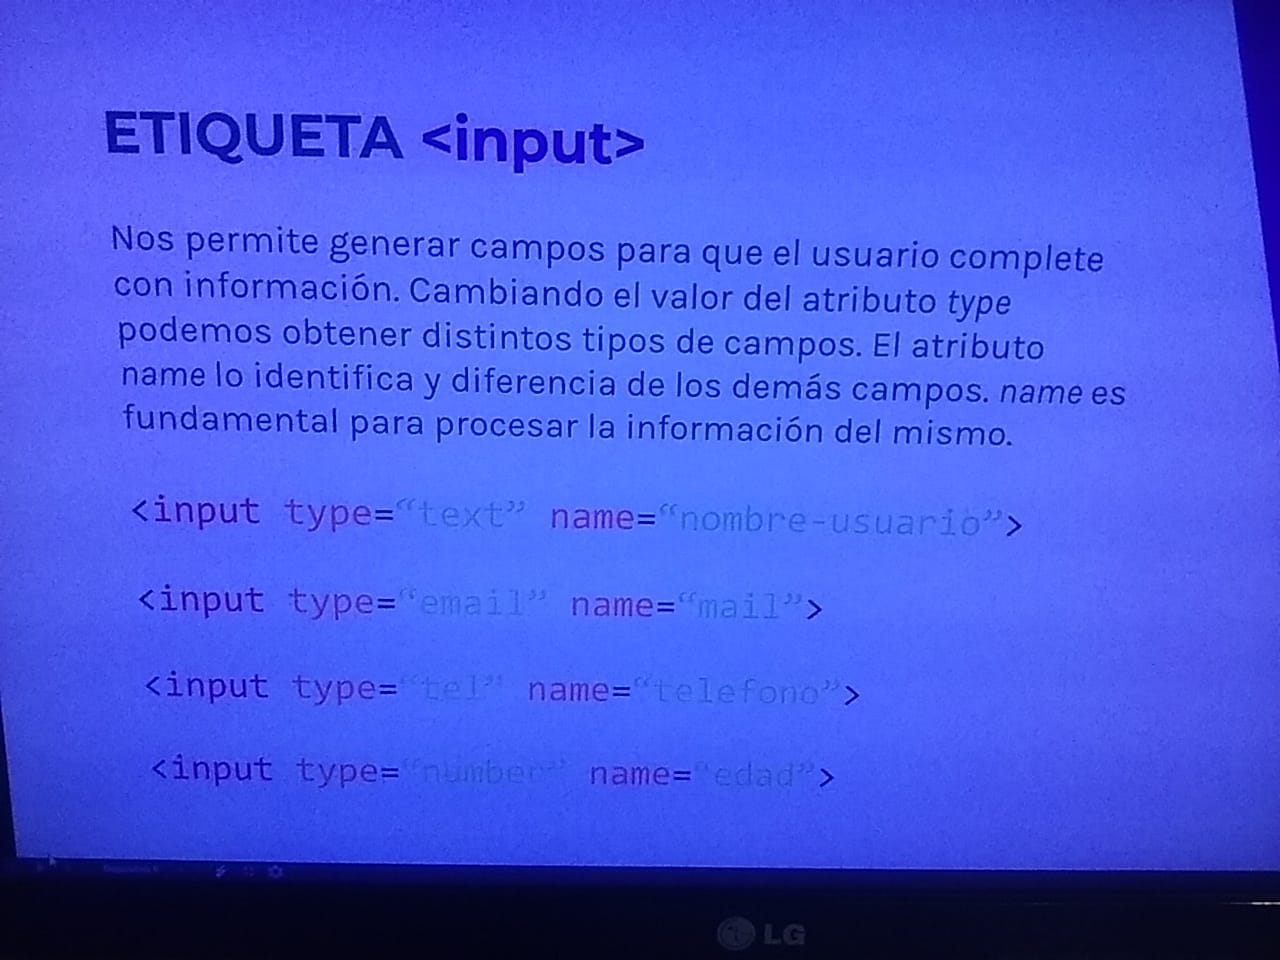 ETIQUETA <input>
Nos permite generar campos para que el usuario complete
con información. Cambiando el valor del atributo type
podemos obtener distintos tipos de campos. El atributo
name lo identifica y diferencia de los demás campos. name es
fundamental para procesar la información del mismo.
<input type=“text” name=“nombre-usuario”>
<input type=“email” name=“mail”>
<input type=“tel” name=“telefono”>
<input type=“number” name=“edad”>
LG